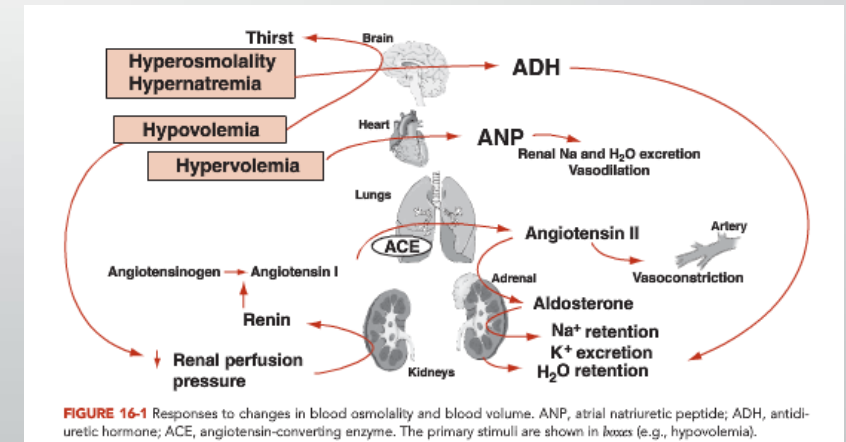 Thirst
Brain
Hyperosmolality
Hypernatremia
ADH
Hypovolemia
Heart
ANP
Hypervolemia
Renal Na and H₂O excretion
Vasodilation
Lungs
ACE
Angiotensin II
Artery
Angiotensinogen
Angiotensin I
Vasoconstriction
Adrenal
Aldosterone
Renin
Na⁺ retention
K⁺ excretion
H₂O retention
Renal perfusion
pressure
Kidneys
FIGURE 16-1 Responses to changes in blood osmolality and blood volume. ANP, atrial natriuretic peptide; ADH, antidi-
uretic hormone; ACE, angiotensin-converting enzyme. The primary stimuli are shown in boxes (e.g., hypovolemia).